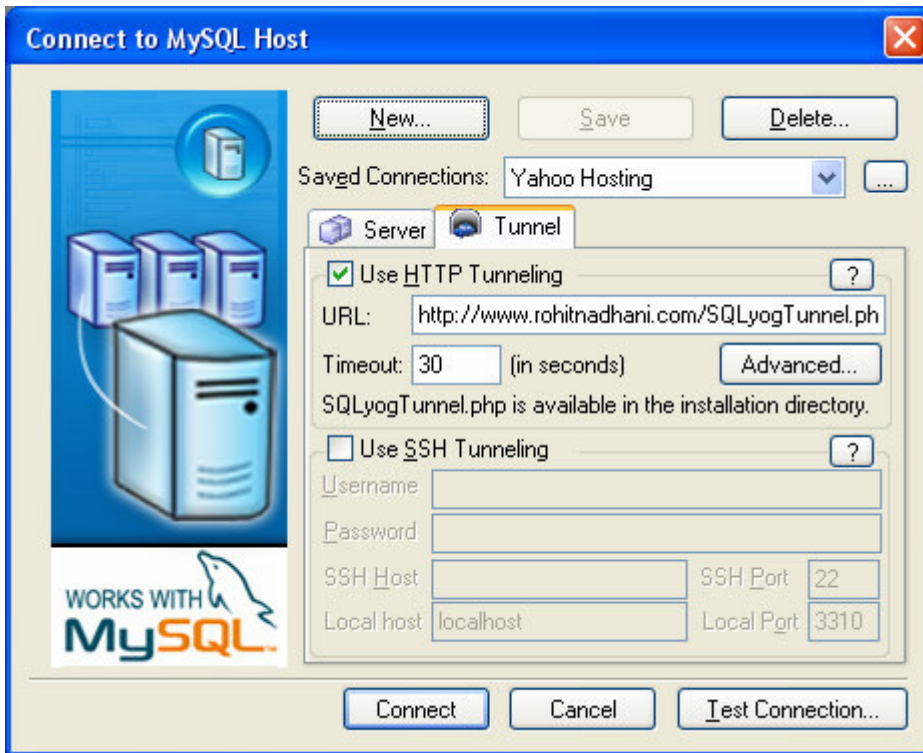 Connect to MySQL Host
New... Save Delete...
Saved Connections: Yahoo Hosting ...
Server Tunnel
Use HTTP Tunneling ?
URL: http://www.rohitnadhani.com/SQLyogTunnel.ph
Timeout: 30 (in seconds) Advanced...
SQLyogTunnel.php is available in the installation directory.
Use SSH Tunneling ?
Username
Password
SSH Host SSH Port 22
Local host localhost Local Port 3310
WORKS WITH
MySQL
Connect Cancel Test Connection...